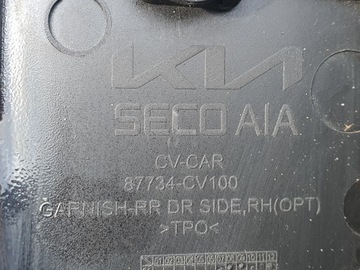 KIA
SECO AIA
CV-CAR
87734-CV100
GARNISH-RR DR SIDE,RH(OPT)
>TPO<